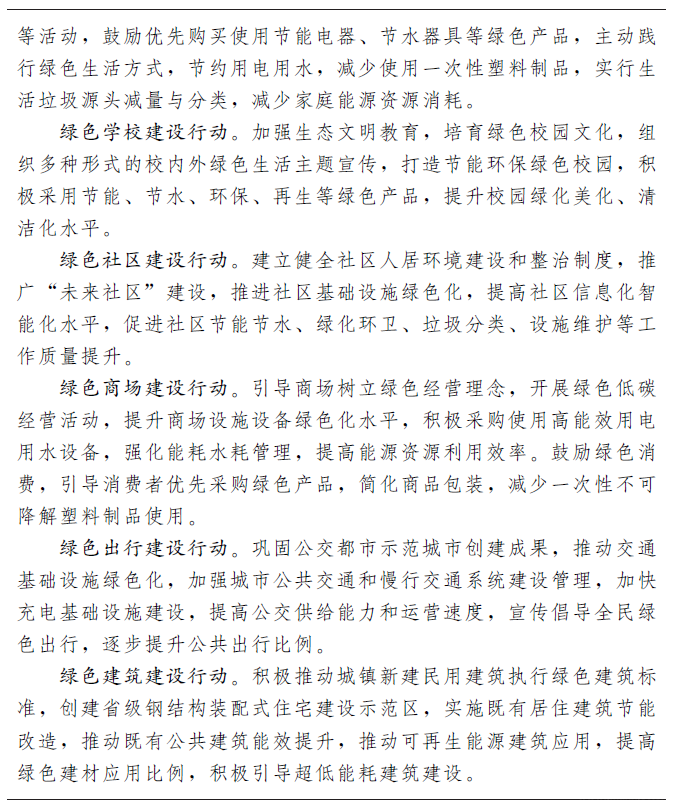 等活动，鼓励优先购买使用节能电器、节水器具等绿色产品，主动践
行绿色生活方式，节约用电用水，减少使用一次性塑料制品，实行生
活垃圾源头减量与分类，减少家庭能源资源消耗。
绿色学校建设行动。加强生态文明教育，培育绿色校园文化，组
织多种形式的校内外绿色生活主题宣传，打造节能环保绿色校园，积
极采用节能、节水、环保、再生等绿色产品，提升校园绿化美化、清
洁化水平。
绿色社区建设行动。建立健全社区人居环境建设和整治制度，推
广“未来社区”建设，推进社区基础设施绿色化，提高社区信息化智
能化水平，促进社区节能节水、绿化环卫、垃圾分类、设施维护等工
作质量提升。
绿色商场建设行动。引导商场树立绿色经营理念，开展绿色低碳
经营活动，提升商场设施设备绿色化水平，积极采购使用高能效用电
用水设备，强化能耗水耗管理，提高能源资源利用效率。鼓励绿色消
费，引导消费者优先采购绿色产品，简化商品包装，减少一次性不可
降解塑料制品使用。
绿色出行建设行动。巩固公交都市示范城市创建成果，推动交通
基础设施绿色化，加强城市公共交通和慢行交通系统建设管理，加快
充电基础设施建设，提高公交供给能力和运营速度，宣传倡导全民绿
色出行，逐步提升公共出行比例。
绿色建筑建设行动。积极推动城镇新建民用建筑执行绿色建筑标
准，创建省级钢结构装配式住宅建设示范区，实施既有居住建筑节能
改造，推动既有公共建筑能效提升，推动可再生能源建筑应用，提高
绿色建材应用比例，积极引导超低能耗建筑建设。